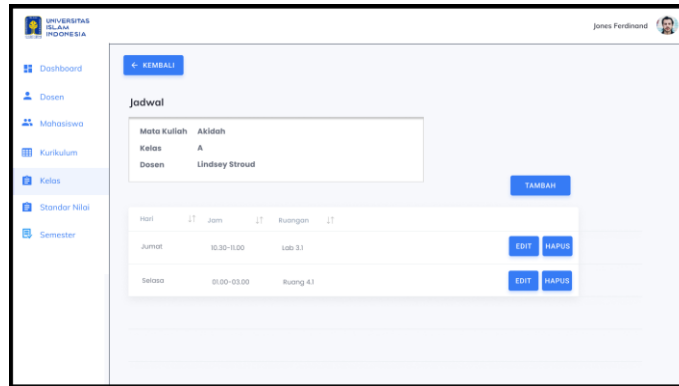 UNIVERSITAS
ISLAM
INDONESIA
Jones Ferdinand
Dashboard
Dosen
Mahasiswa
Kurikulum
Kelas
Standar Nilai
Semester
← KEMBALI
Jadwal
Mata Kuliah Akidah
Kelas A
Dosen Lindsey Stroud
TAMBAH
Hari Jam Ruangan
Jumat 10.30-11.00 Lab 3.1 EDIT HAPUS
Selasa 01.00-03.00 Ruang 4.1 EDIT HAPUS